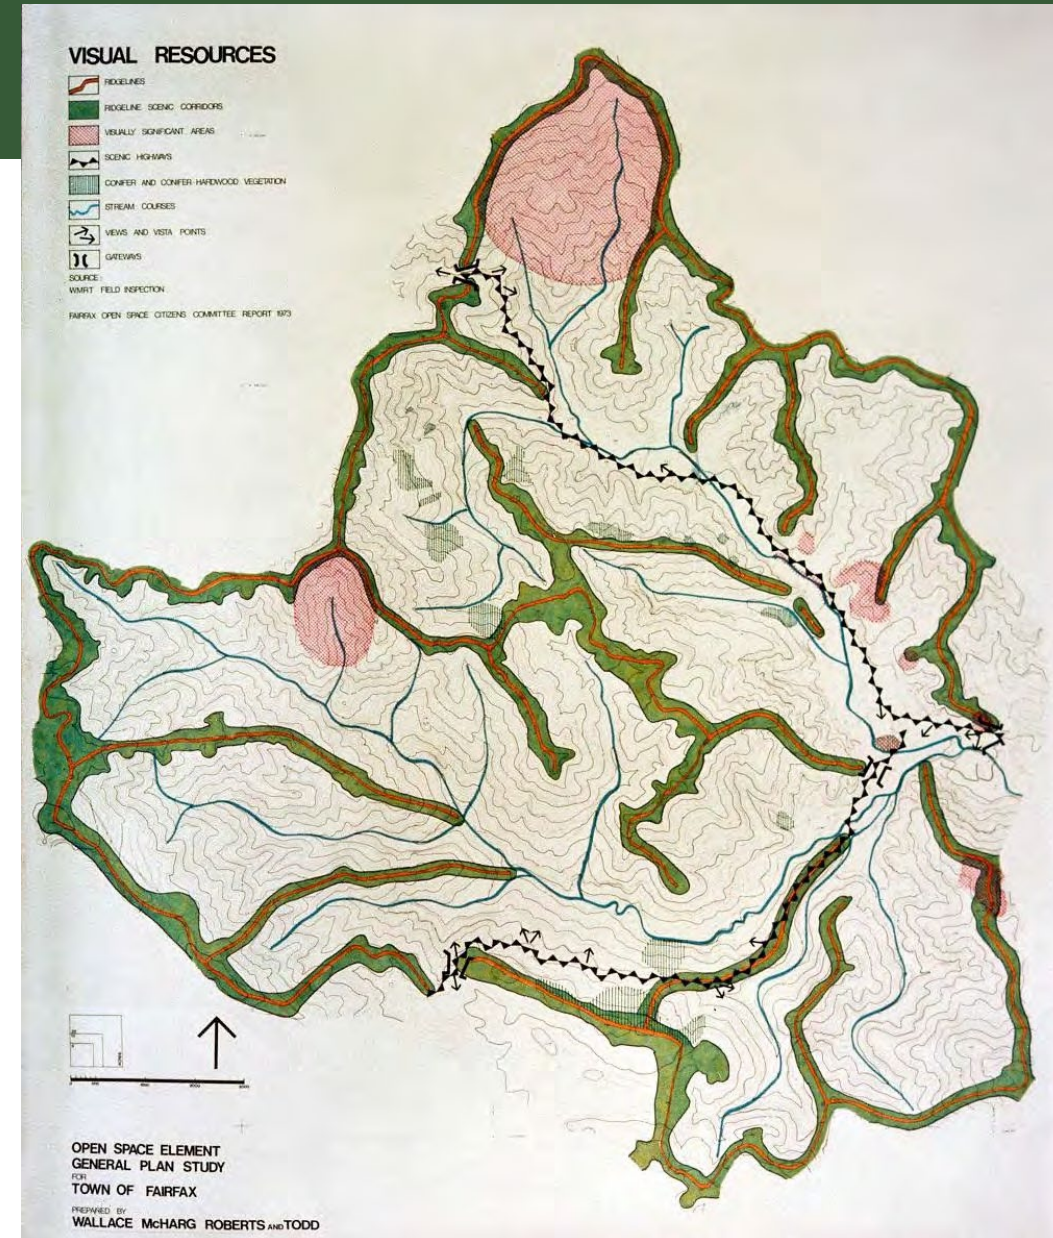 VISUAL RESOURCES
RIDGELINES
RIDGELINE SCENIC CORRIDORS
VISUALLY SIGNIFICANT AREAS
SCENIC HIGHWAYS
CONIFER AND CONIFER-HARDWOOD VEGETATION
STREAM COURSES
VIEWS AND VISTA POINTS
GATEWAYS
SOURCE:
WMRT FIELD INSPECTION
FAIRFAX OPEN SPACE CITIZENS COMMITTEE REPORT 1973
OPEN SPACE ELEMENT
GENERAL PLAN STUDY
FOR
TOWN OF FAIRFAX
PREPARED BY
WALLACE McHARG ROBERTS AND TODD